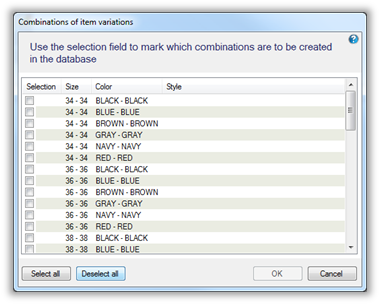 Combinations of item variations
Use the selection field to mark which combinations are to be created
in the database
Selection Size Color Style
34 - 34 BLACK - BLACK
34 - 34 BLUE - BLUE
34 - 34 BROWN - BROWN
34 - 34 GRAY - GRAY
34 - 34 NAVY - NAVY
34 - 34 RED - RED
36 - 36 BLACK - BLACK
36 - 36 BLUE - BLUE
36 - 36 BROWN - BROWN
36 - 36 GRAY - GRAY
36 - 36 NAVY - NAVY
36 - 36 RED - RED
38 - 38 BLACK - BLACK
38 - 38 BLUE - BLUE
Select all Deselect all OK Cancel